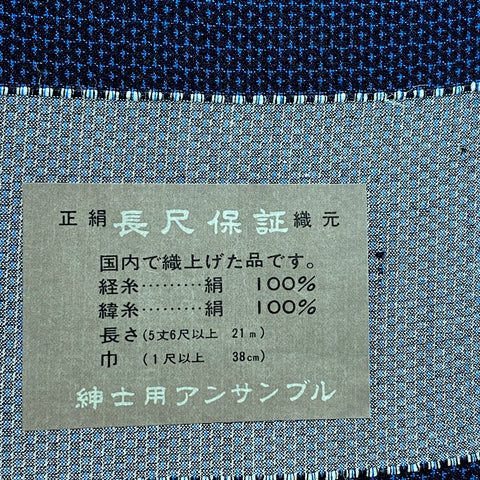 正絹 長尺保証 織元
国内で織上げた品です。
経糸………絹 100%
緯糸………絹 100%
長さ(5丈6尺以上 21m)
巾 (1尺以上 38cm)
紳士用アンサンブル